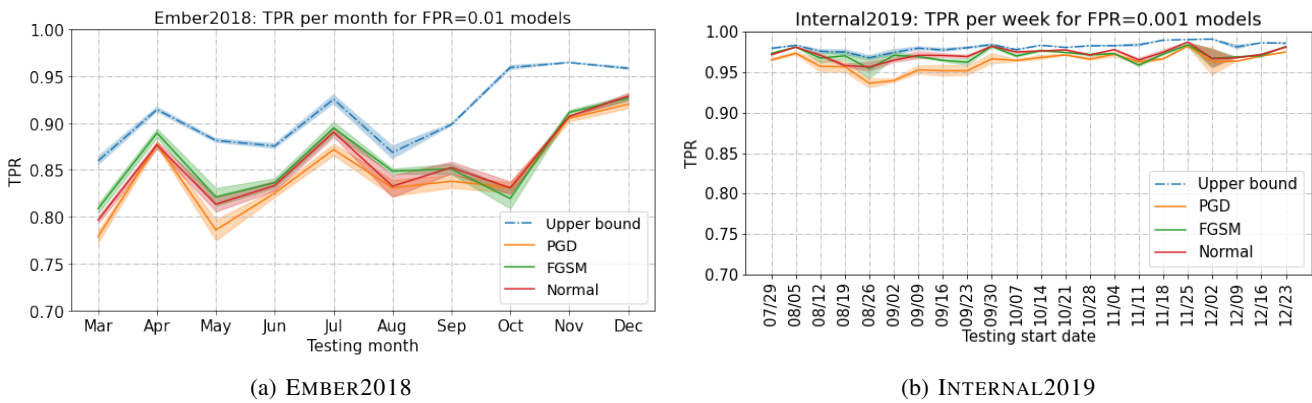 Ember2018: TPR per month for FPR=0.01 models
1.00
0.95
0.90
0.85
0.80
0.75
0.70
TPR
Upper bound
PGD
FGSM
Normal
Mar Apr May Jun Jul Aug Sep Oct Nov Dec
Testing month
(a) EMBER2018
Internal2019: TPR per week for FPR=0.001 models
1.00
0.95
0.90
0.85
0.80
0.75
0.70
TPR
Upper bound
PGD
FGSM
Normal
07/29 08/05 08/12 08/19 08/26 09/02 09/09 09/16 09/23 09/30 10/07 10/14 10/21 10/28 11/04 11/11 11/18 11/25 12/02 12/09 12/16 12/23
Testing start date
(b) INTERNAL2019